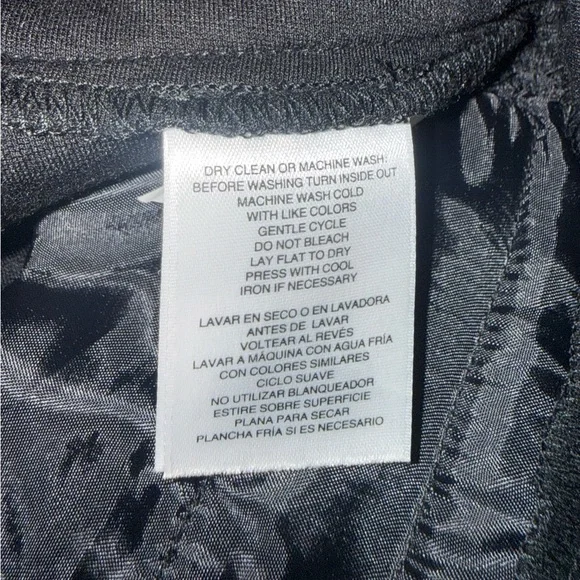 DRY CLEAN OR MACHINE WASH:
BEFORE WASHING TURN INSIDE OUT
MACHINE WASH COLD
WITH LIKE COLORS
GENTLE CYCLE
DO NOT BLEACH
LAY FLAT TO DRY
PRESS WITH COOL
IRON IF NECESSARY
LAVAR EN SECO O EN LAVADORA
ANTES DE LAVAR
VOLTEAR AL REVÉS
LAVAR A MÁQUINA CON AGUA FRÍA
CON COLORES SIMILARES
CICLO SUAVE
NO UTILIZAR BLANQUEADOR
ESTIRE SOBRE SUPERFICIE
PLANA PARA SECAR
PLANCHA FRÍA SI ES NECESARIO